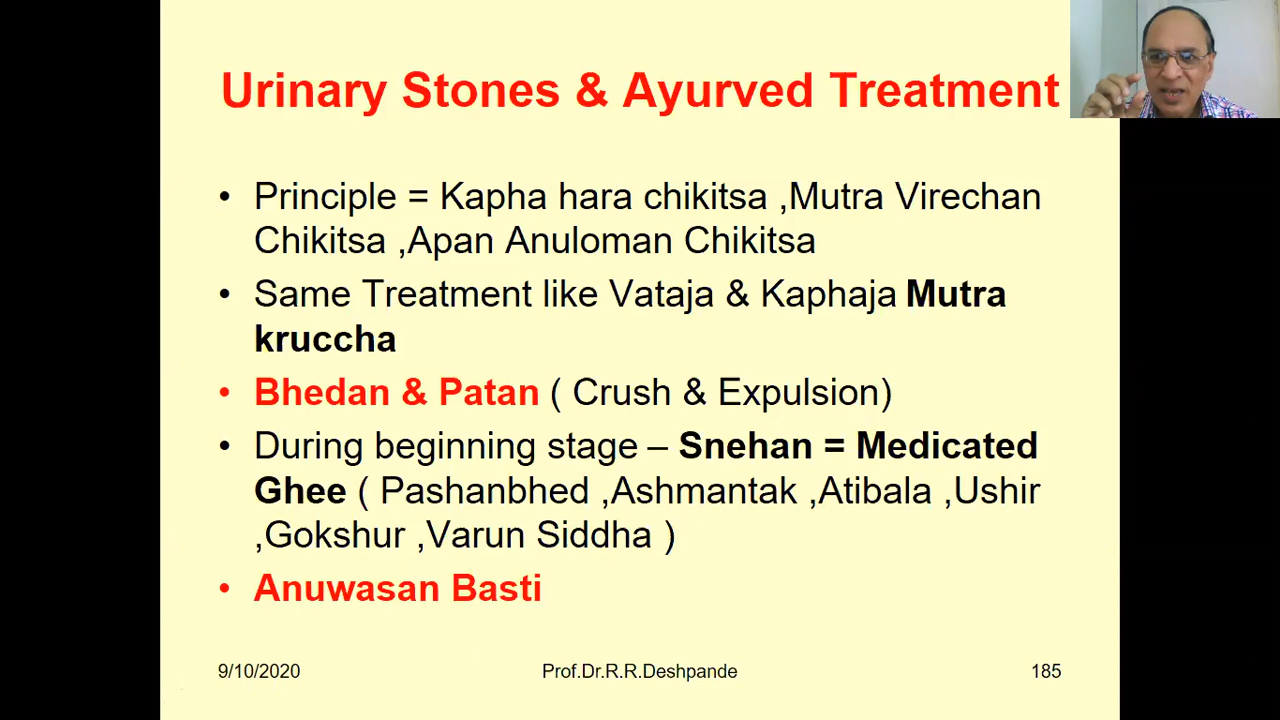 Urinary Stones & Ayurved Treatment
• Principle = Kapha hara chikitsa ,Mutra Virechan
Chikitsa ,Apan Anuloman Chikitsa
• Same Treatment like Vataja & Kaphaja Mutra
kruccha
• Bhedan & Patan ( Crush & Expulsion)
• During beginning stage – Snehan = Medicated
Ghee ( Pashanbhed ,Ashmantak ,Atibala ,Ushir
,Gokshur ,Varun Siddha )
• Anuwasan Basti
9/10/2020 Prof.Dr.R.R.Deshpande 185